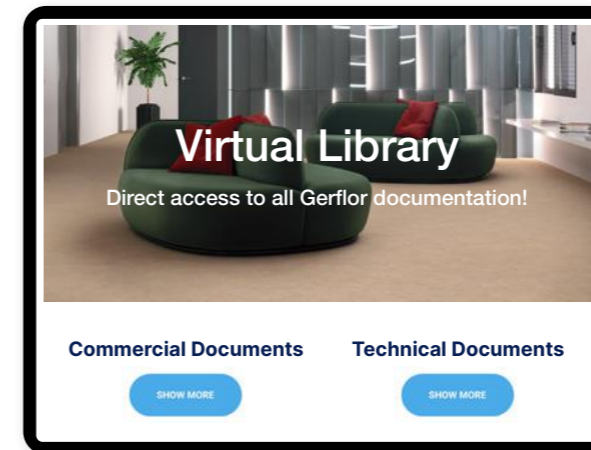 Virtual Library
Direct access to all Gerflor documentation!
Commercial Documents
Technical Documents
SHOW MORE
SHOW MORE